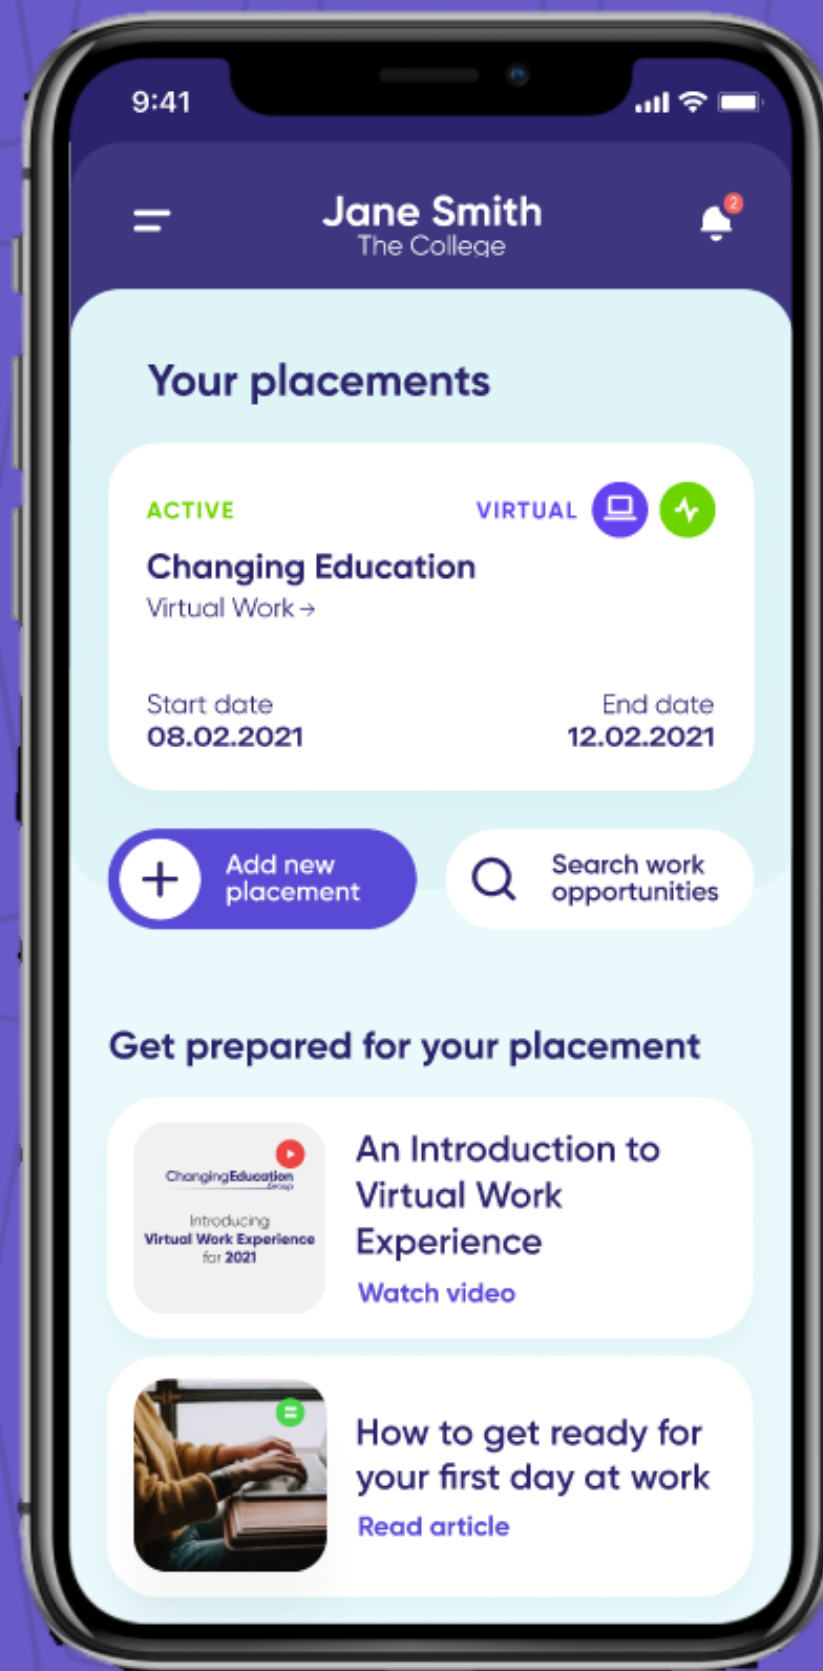 9:41
Jane Smith
2
The College
Your placements
ACTIVE
VIRTUAL
Changing Education
Virtual Work →
Start date
08.02.2021
End date
12.02.2021
Add new
placement
Search work
opportunities
Get prepared for your placement
ChangingEducation
Group
Introducing
Virtual Work Experience
for 2021
An Introduction to
Virtual Work
Experience
Watch video
How to get ready for
your first day at work
Read article